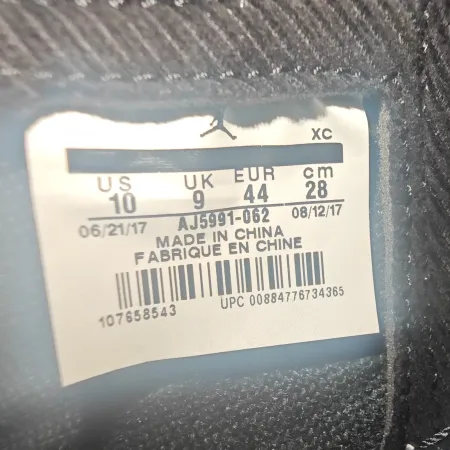 XC
US UK EUR cm
10 9 44 28
06/21/17 AJ5991-062 08/12/17
MADE IN CHINA
FABRIQUE EN CHINE
107658543 UPC 00884776734365